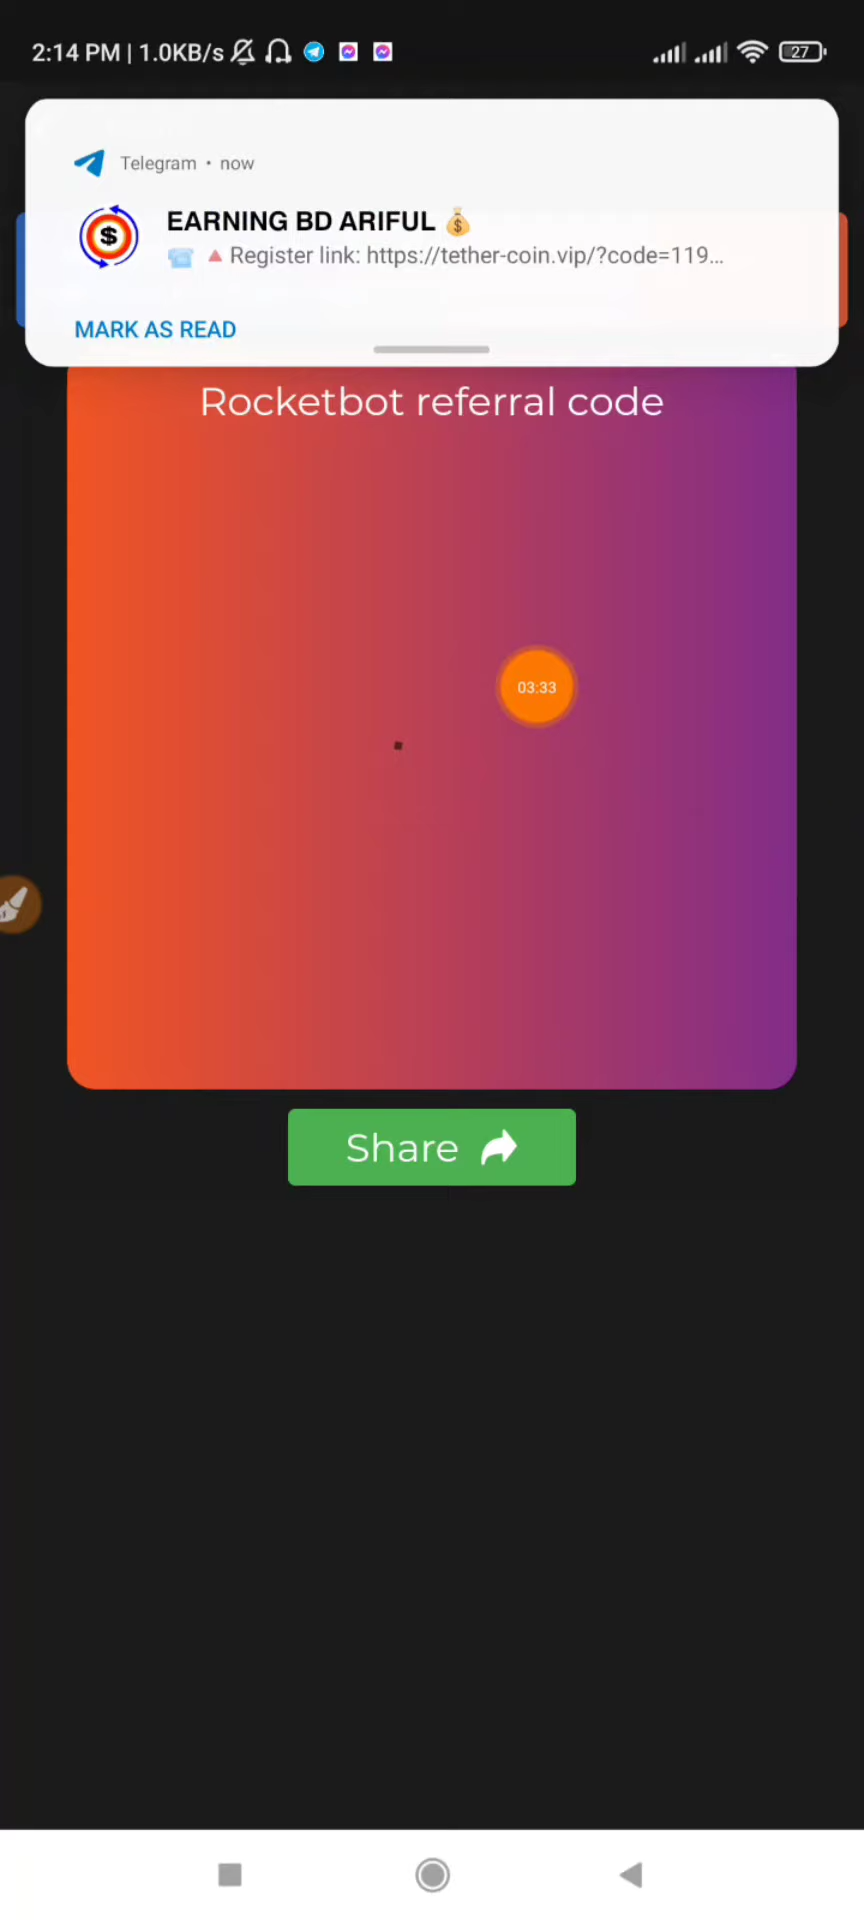 2:14 PM | 1.0KB/s 27
Telegram • now
$
EARNING BD ARIFUL 💰
☎ 🔺Register link: https://tether-coin.vip/?code=119...
MARK AS READ
Rocketbot referral code
03:33
Share